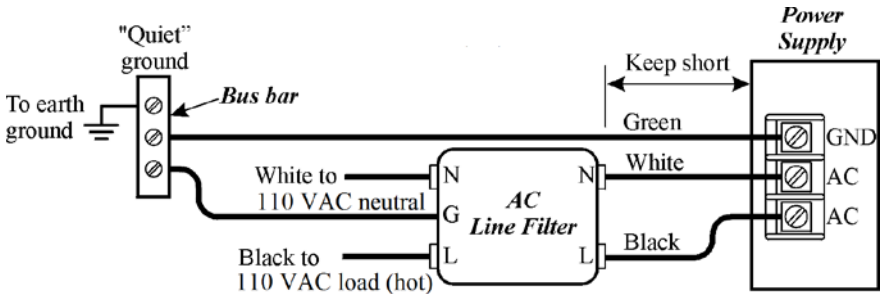 Power
Supply
"Quiet”
ground
Keep short
Bus bar
To earth
ground
Green
GND
White to
110 VAC neutral
N
AC
Line Filter
N
White
AC
G
AC
Black to
110 VAC load (hot)
L
L
Black